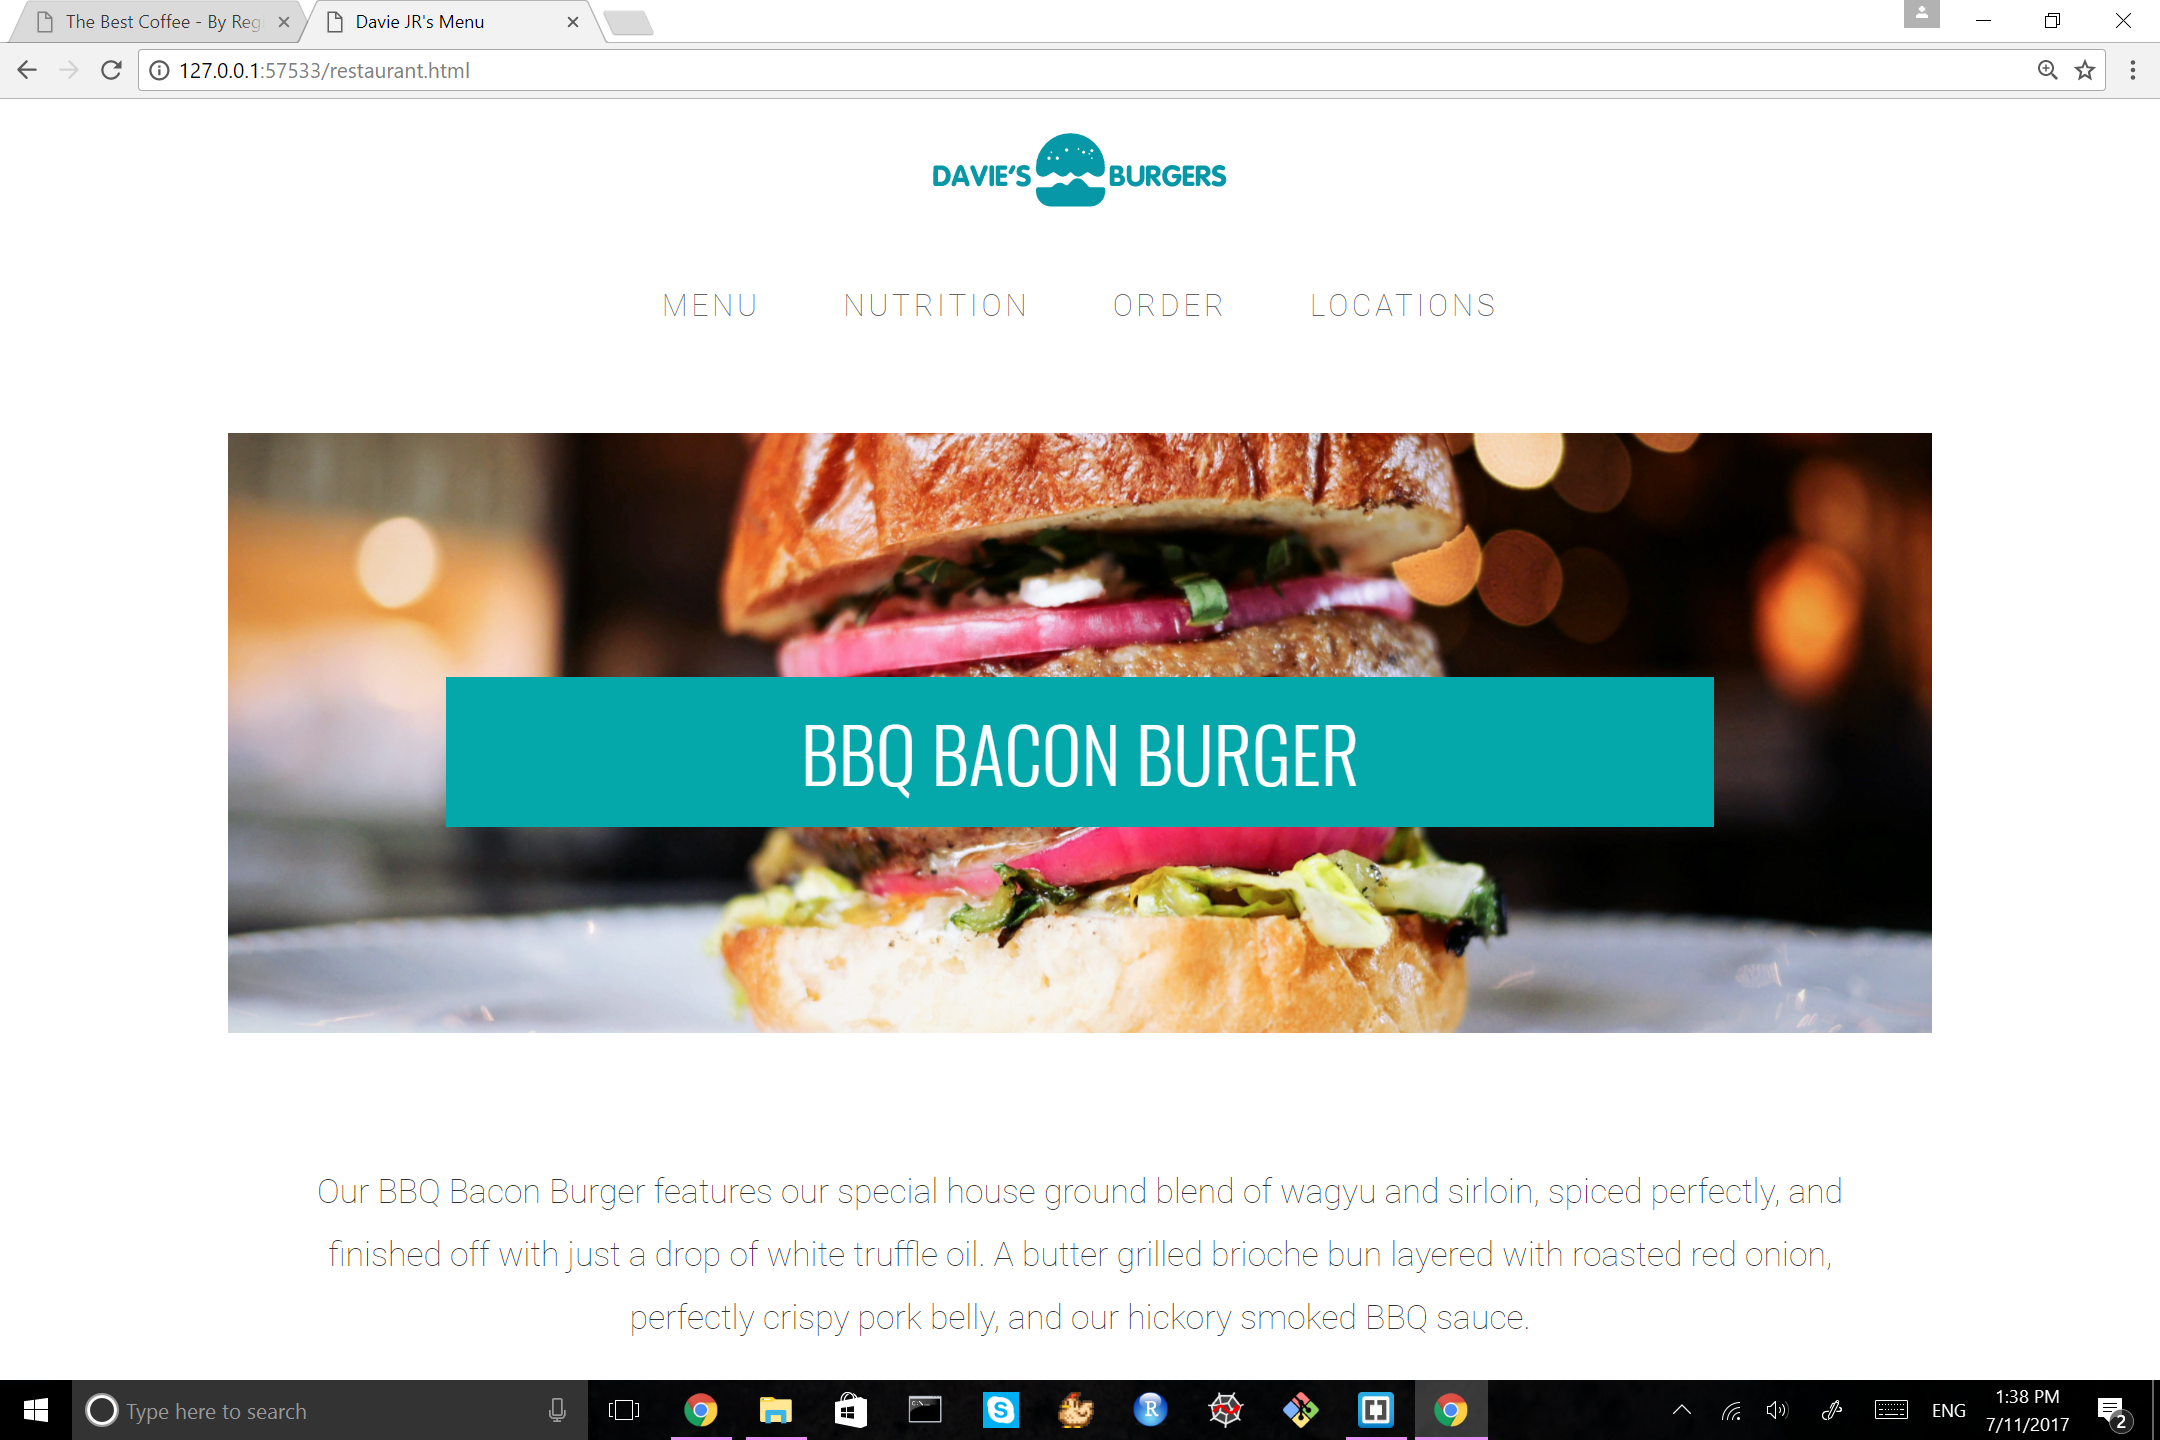 The Best Coffee - By Reg
Davie JR's Menu
127.0.0.1:57533/restaurant.html
DAVIE'S BURGERS
MENU NUTRITION ORDER LOCATIONS
BBQ BACON BURGER
Our BBQ Bacon Burger features our special house ground blend of wagyu and sirloin, spiced perfectly, and
finished off with just a drop of white truffle oil. A butter grilled brioche bun layered with roasted red onion,
perfectly crispy pork belly, and our hickory smoked BBQ sauce.
Type here to search
R
ENG
1:38 PM
7/11/2017
2